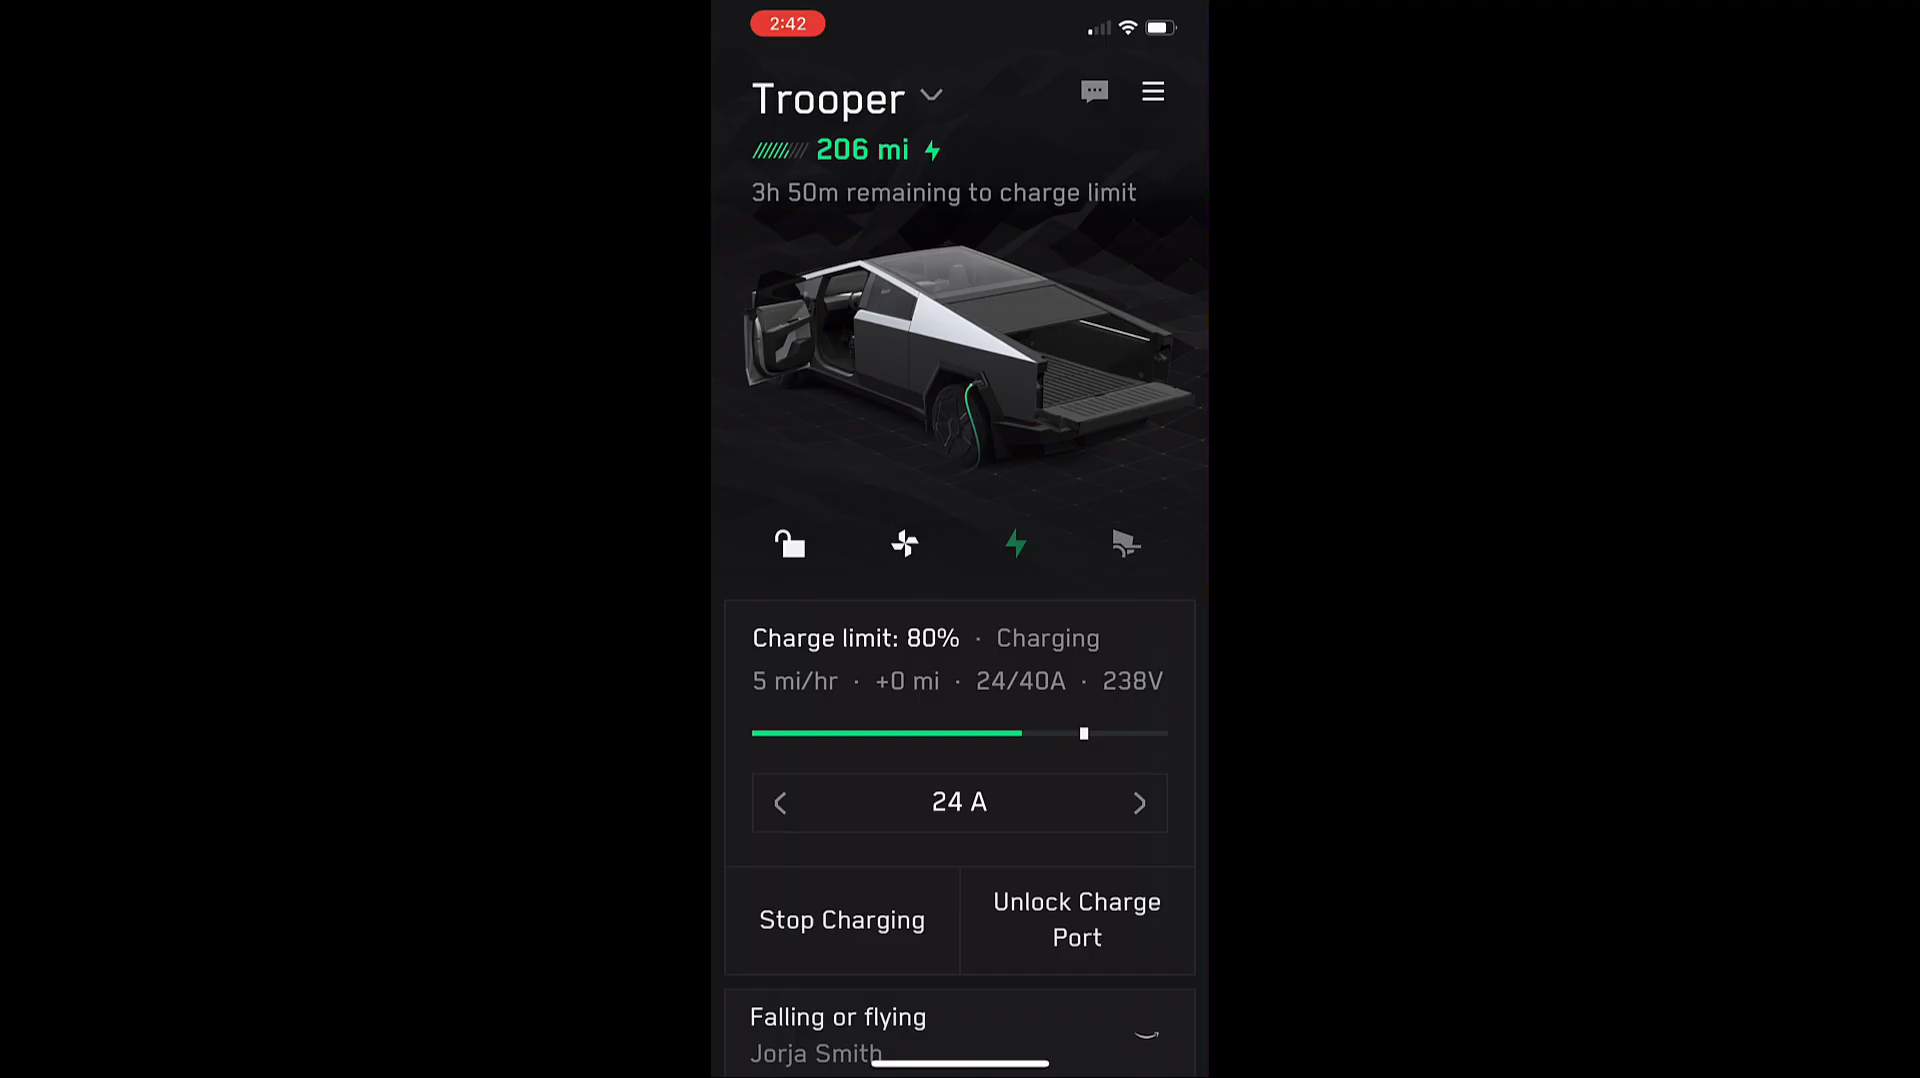 2:42
Trooper
206 mi
3h 50m remaining to charge limit
Charge limit: 80% · Charging
5 mi/hr · +0 mi · 24/40A · 238V
24 A
Stop Charging
Unlock Charge
Port
Falling or flying
Jorja Smith